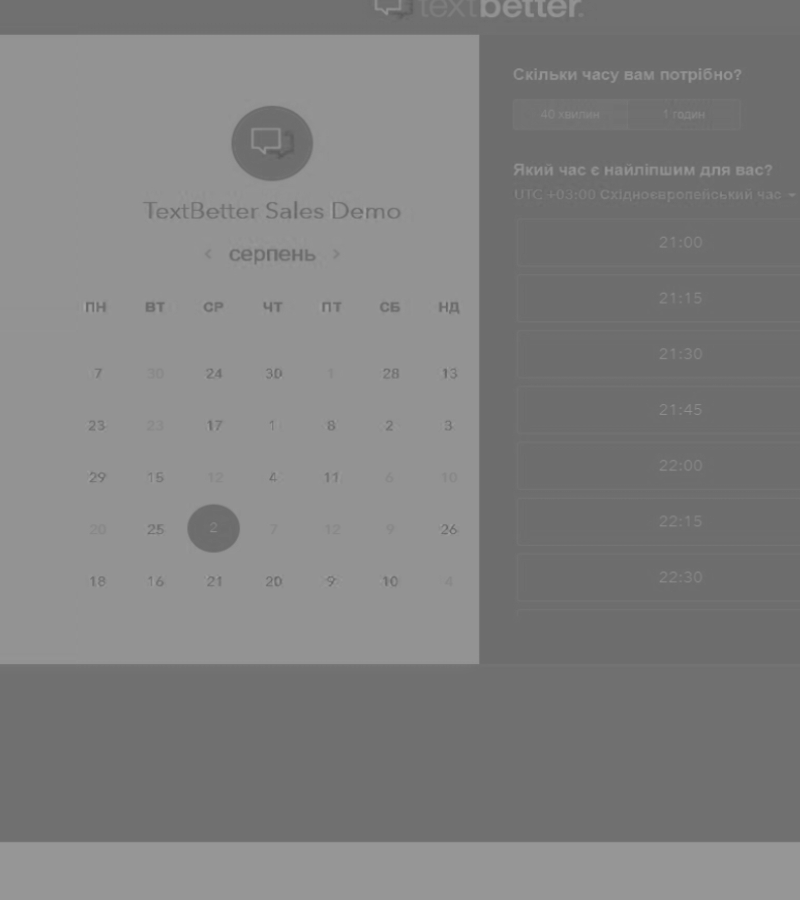 textbetter.
TextBetter Sales Demo
‹ серпень ›
ПН ВТ СР ЧТ ПТ СБ НД
7 30 24 30 1 28 13
23 23 17 1 8 2 3
29 15 12 4 11 6 10
20 25 2 7 12 9 26
18 16 21 20 9 10 4
Скільки часу вам потрібно?
40 хвилин 1 годин
Який час є найліпшим для вас?
UTC +03:00 Східноєвропейський час
21:00
21:15
21:30
21:45
22:00
22:15
22:30